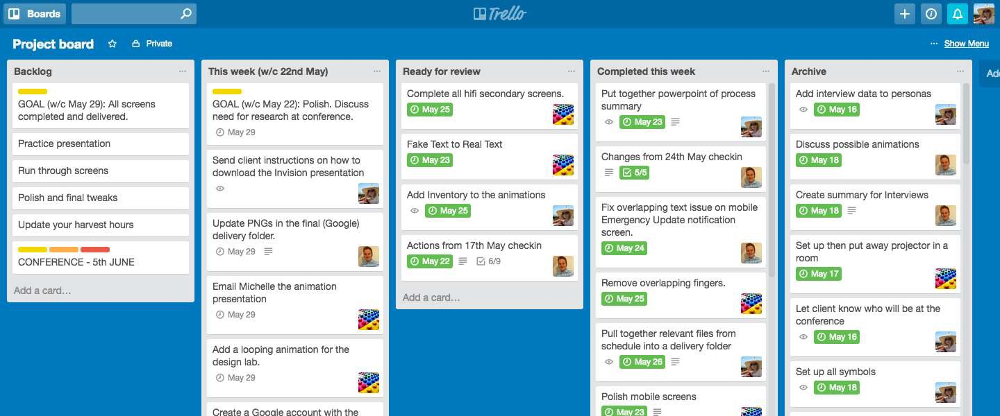 Boards
Trello
Project board
Private
... Show Menu
Backlog
GOAL (w/c May 29): All screens
completed and delivered.
Practice presentation
Run through screens
Polish and final tweaks
Update your harvest hours
CONFERENCE - 5th JUNE
Add a card...
This week (w/c 22nd May)
GOAL (w/c May 22): Polish. Discuss
need for research at conference.
May 29
Send client instructions on how to
download the Invision presentation
Update PNGs in the final (Google)
delivery folder.
May 29
Email Michelle the animation
presentation
May 29
Add a looping animation for the
design lab.
May 29
Create a Google account with the
Ready for review
Complete all hifi secondary screens.
May 25
Fake Text to Real Text
May 23
Add Inventory to the animations
May 25
Actions from 17th May checkin
May 22 6/9
Add a card...
Completed this week
Put together powerpoint of process
summary
May 23
Changes from 24th May checkin
5/5
Fix overlapping text issue on mobile
Emergency Update notification
screen.
May 24
Remove overlapping fingers.
May 25
Pull together relevant files from
schedule into a delivery folder
May 26
Polish mobile screens
May 23
Archive
Add interview data to personas
May 16
Discuss possible animations
May 18
Create summary for Interviews
May 18
Set up then put away projector in a
room
May 17
Let client know who will be at the
conference
May 16
Set up all symbols
May 18